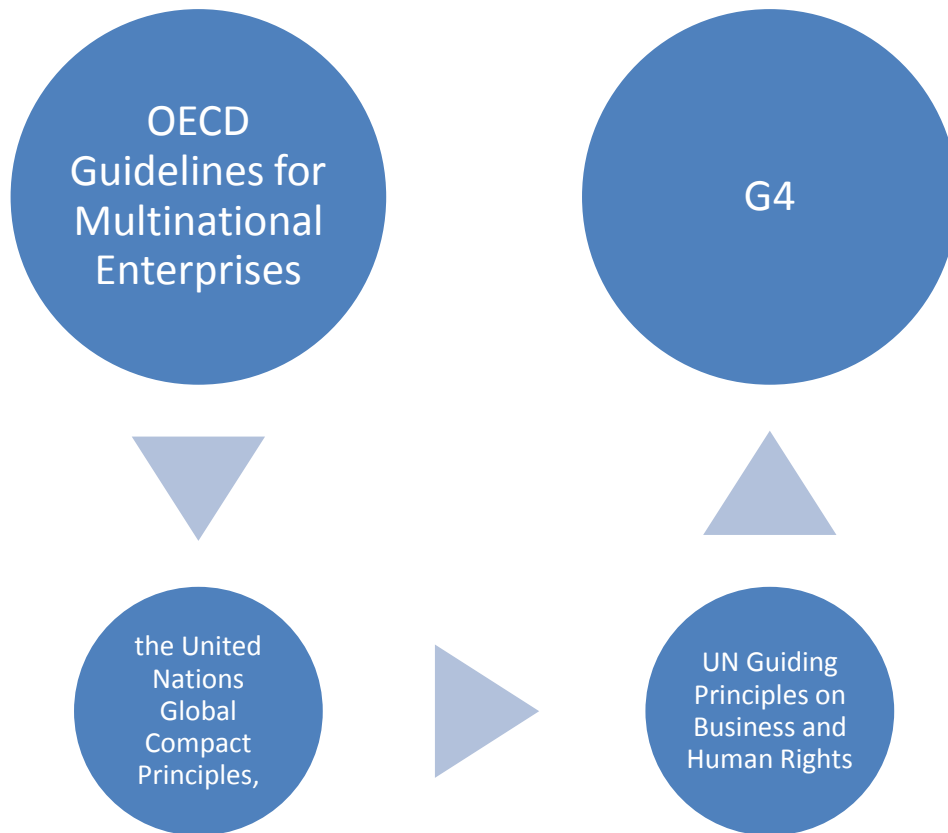 OECD
Guidelines for
Multinational
Enterprises
the United
Nations
Global
Compact
Principles,
UN Guiding
Principles on
Business and
Human Rights
G4